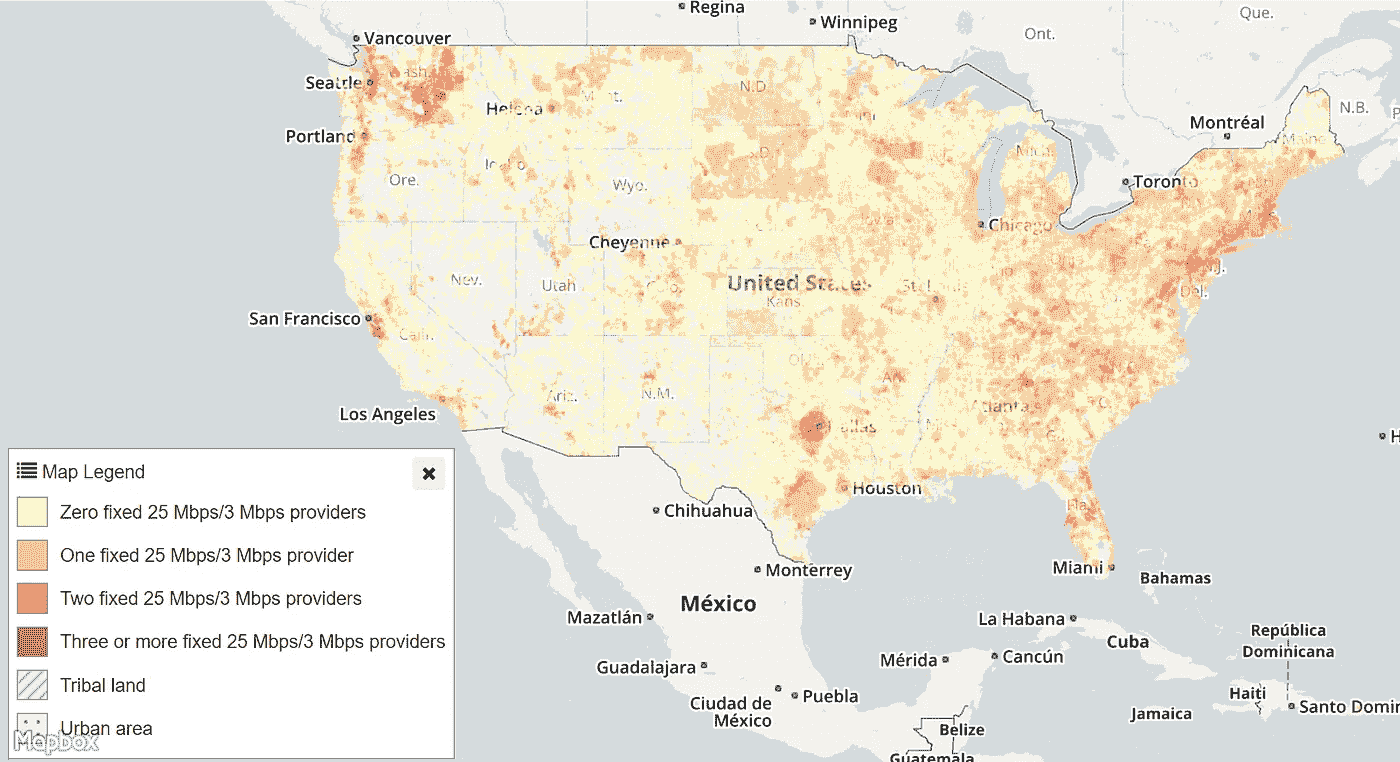 Regina
Winnipeg
Que.
Ont.
Vancouver
Seattle
Wash.
Helena
Mont.
N.D.
N.B.
Montréal
Maine
Portland
Idaho
S.D.
Mich.
Toronto
Ore.
Wyo.
Iowa
Chicago
Cheyenne
Nev.
Utah
Colo.
United States
Kans.
St. Louis
N.J.
Del.
San Francisco
Calif.
Tenn.
Okla.
Ark.
Ariz.
N.M.
Atlanta
Los Angeles
Dallas
Ga.
Houston
Fla.
Miami
Chihuahua
Monterrey
Bahamas
México
Mazatlán
La Habana
Cuba
República
Dominicana
Guadalajara
Mérida
Cancún
Ciudad de
México
Puebla
Haiti
Santo Domi
Jamaica
Belize
Guatemala
Map Legend
Zero fixed 25 Mbps/3 Mbps providers
One fixed 25 Mbps/3 Mbps provider
Two fixed 25 Mbps/3 Mbps providers
Three or more fixed 25 Mbps/3 Mbps providers
Tribal land
Urban area
Mapbox